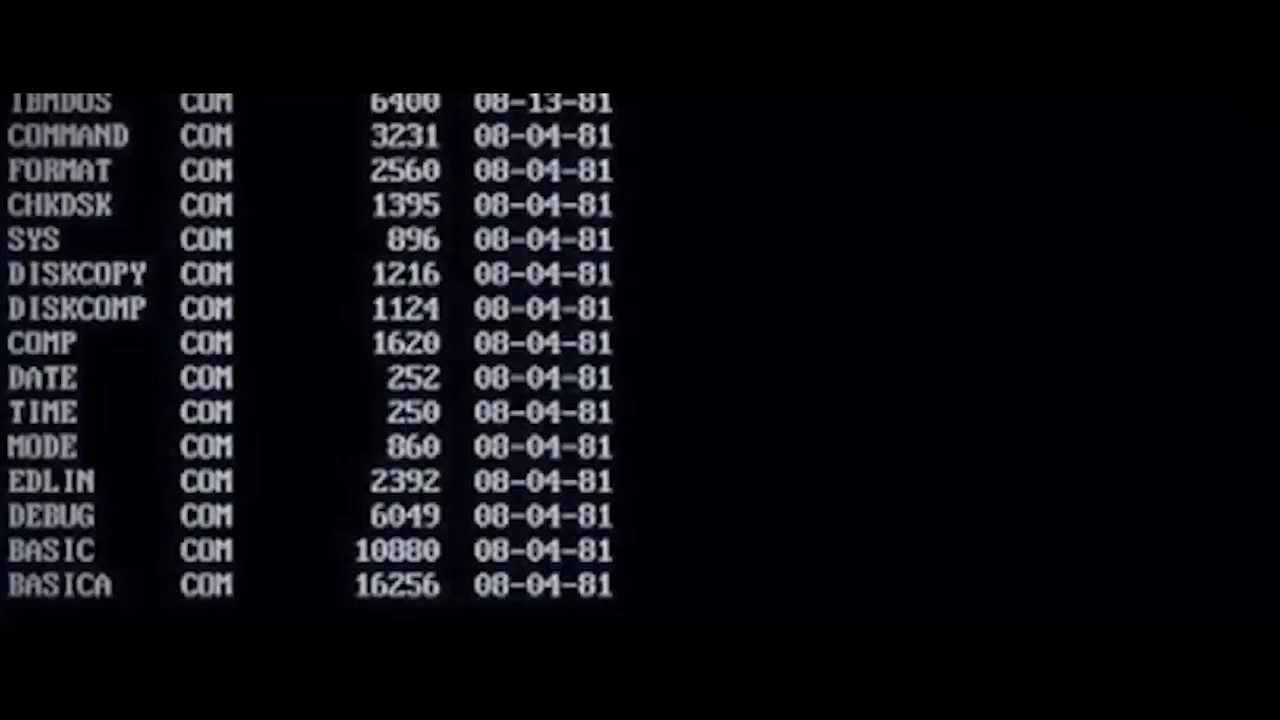 IBMDOS COM 6400 08-13-81
COMMAND COM 3231 08-04-81
FORMAT COM 2560 08-04-81
CHKDSK COM 1395 08-04-81
SYS COM 896 08-04-81
DISKCOPY COM 1216 08-04-81
DISKCOMP COM 1124 08-04-81
COMP COM 1620 08-04-81
DATE COM 252 08-04-81
TIME COM 250 08-04-81
MODE COM 860 08-04-81
EDLIN COM 2392 08-04-81
DEBUG COM 6049 08-04-81
BASIC COM 10880 08-04-81
BASICA COM 16256 08-04-81